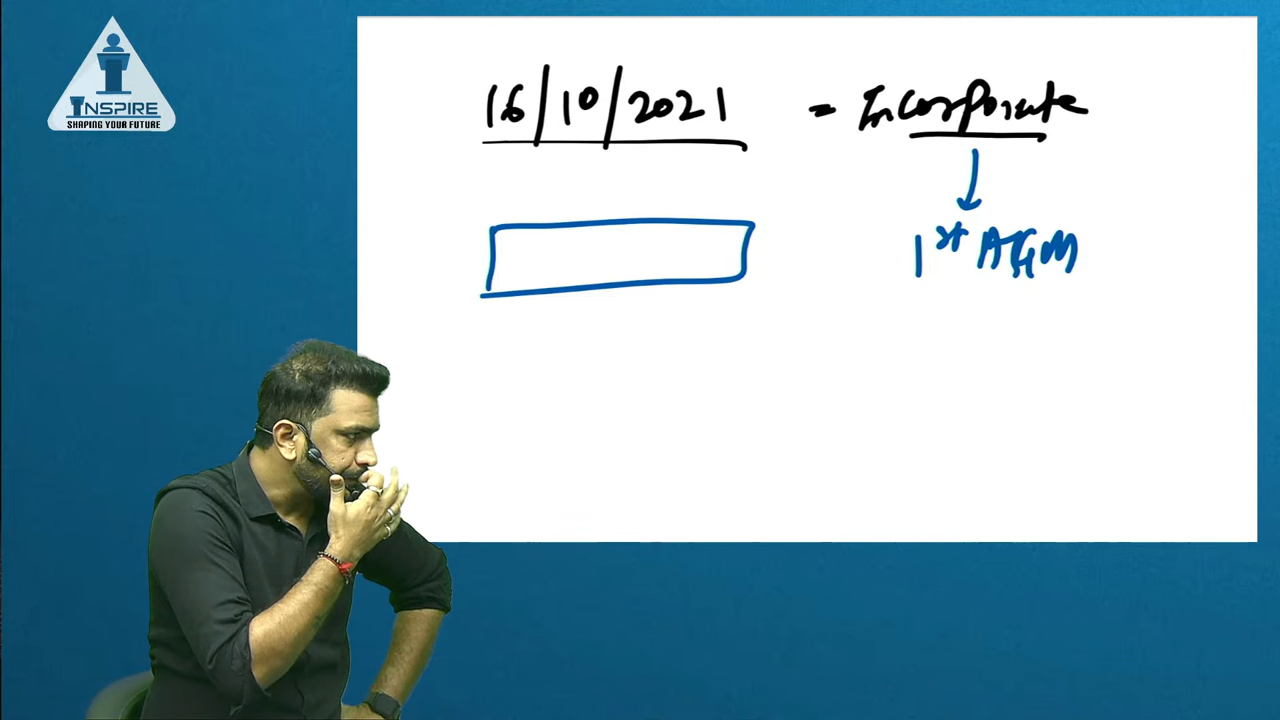 INSPIRE
SHAPING YOUR FUTURE
16/10/2021 = Incorporate
1st AGM